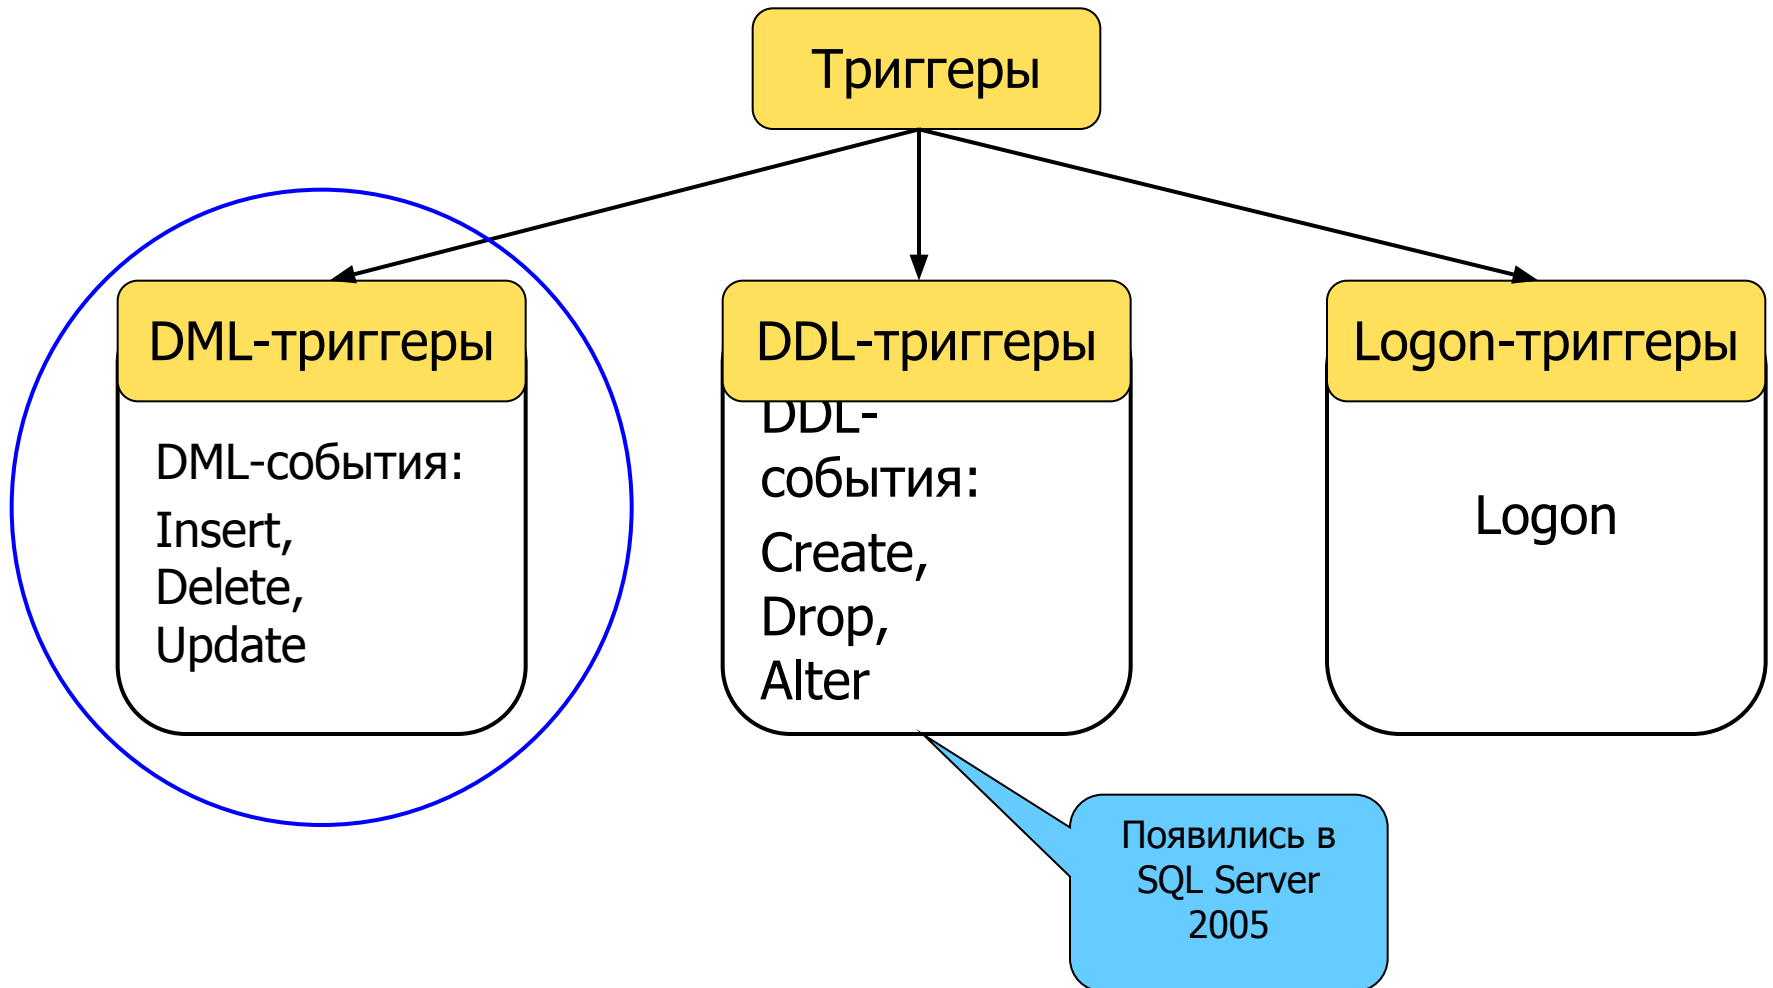 Триггеры
DML-триггеры
DML-события:
Insert,
Delete,
Update
DDL-триггеры
DDL-
события:
Create,
Drop,
Alter
Logon-триггеры
Logon
Появились в
SQL Server
2005